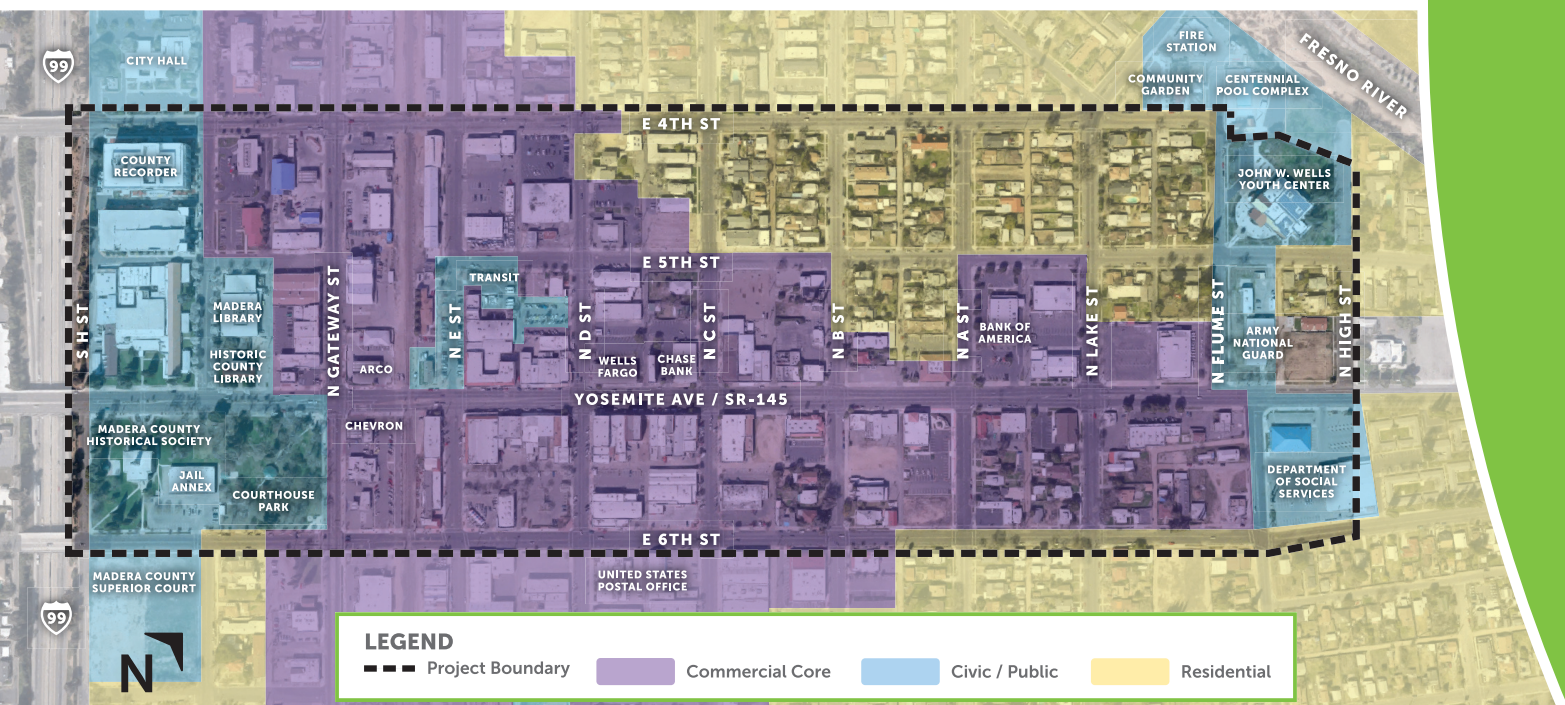 99
CITY HALL
FIRE
STATION
COMMUNITY
GARDEN
CENTENNIAL
POOL COMPLEX
FRESNO RIVER
E 4TH ST
COUNTY
RECORDER
JOHN W. WELLS
YOUTH CENTER
E 5TH ST
TRANSIT
S H ST
MADERA
LIBRARY
HISTORIC
COUNTY
LIBRARY
N GATEWAY ST
ARCO
N E ST
N D ST
WELLS
FARGO
CHASE
BANK
N C ST
N B ST
N A ST
BANK OF
AMERICA
N LAKE ST
N FLUME ST
ARMY
NATIONAL
GUARD
N HIGH ST
YOSEMITE AVE / SR-145
MADERA COUNTY
HISTORICAL SOCIETY
CHEVRON
JAIL
ANNEX
COURTHOUSE
PARK
DEPARTMENT
OF SOCIAL
SERVICES
E 6TH ST
MADERA COUNTY
SUPERIOR COURT
UNITED STATES
POSTAL OFFICE
99
N
LEGEND
Project Boundary
Commercial Core
Civic / Public
Residential